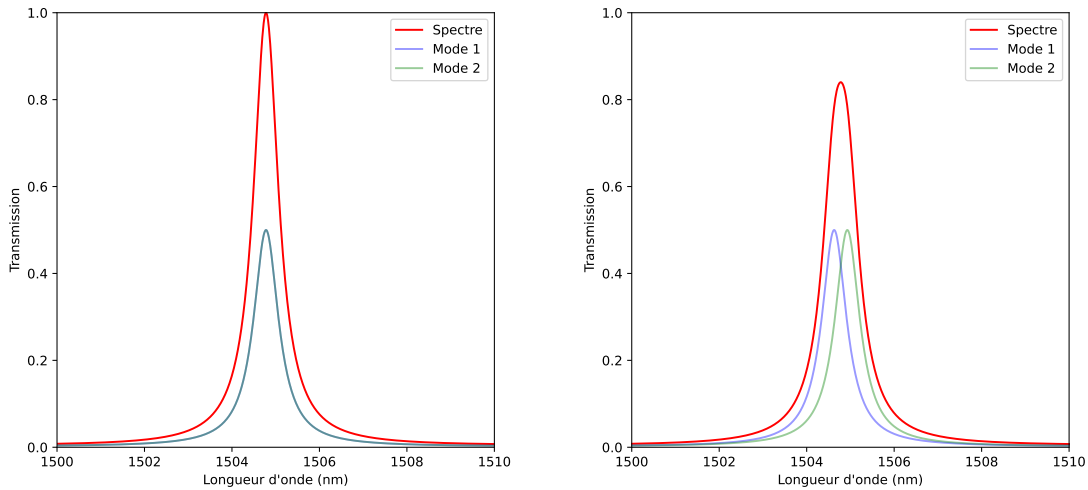 1.0
0.8
0.6
0.4
0.2
0.0
Transmission
1500 1502 1504 1506 1508 1510
Longueur d'onde (nm)
Spectre
Mode 1
Mode 2
1.0
0.8
0.6
0.4
0.2
0.0
Transmission
1500 1502 1504 1506 1508 1510
Longueur d'onde (nm)
Spectre
Mode 1
Mode 2